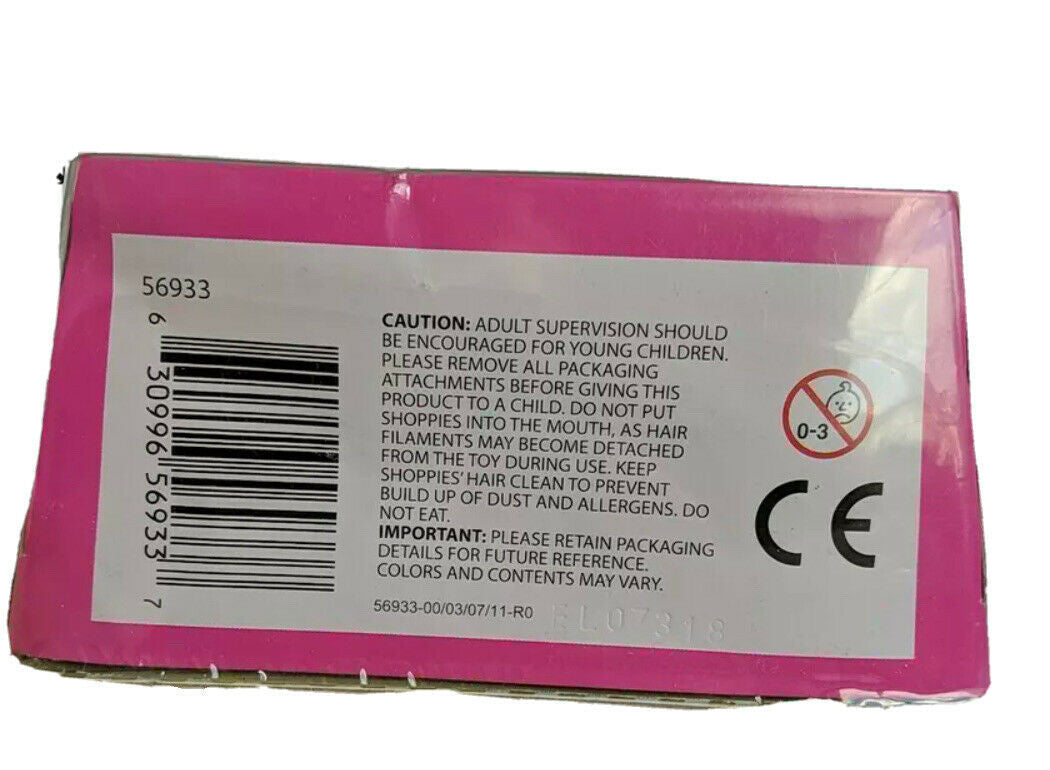 56933
6 30996 56933 7
CAUTION: ADULT SUPERVISION SHOULD
BE ENCOURAGED FOR YOUNG CHILDREN.
PLEASE REMOVE ALL PACKAGING
ATTACHMENTS BEFORE GIVING THIS
PRODUCT TO A CHILD. DO NOT PUT
SHOPPIES INTO THE MOUTH, AS HAIR
FILAMENTS MAY BECOME DETACHED
FROM THE TOY DURING USE. KEEP
SHOPPIES' HAIR CLEAN TO PREVENT
BUILD UP OF DUST AND ALLERGENS. DO
NOT EAT.
IMPORTANT: PLEASE RETAIN PACKAGING
DETAILS FOR FUTURE REFERENCE.
COLORS AND CONTENTS MAY VARY.
56933-00/03/07/11-R0
EL07318
0-3
CE